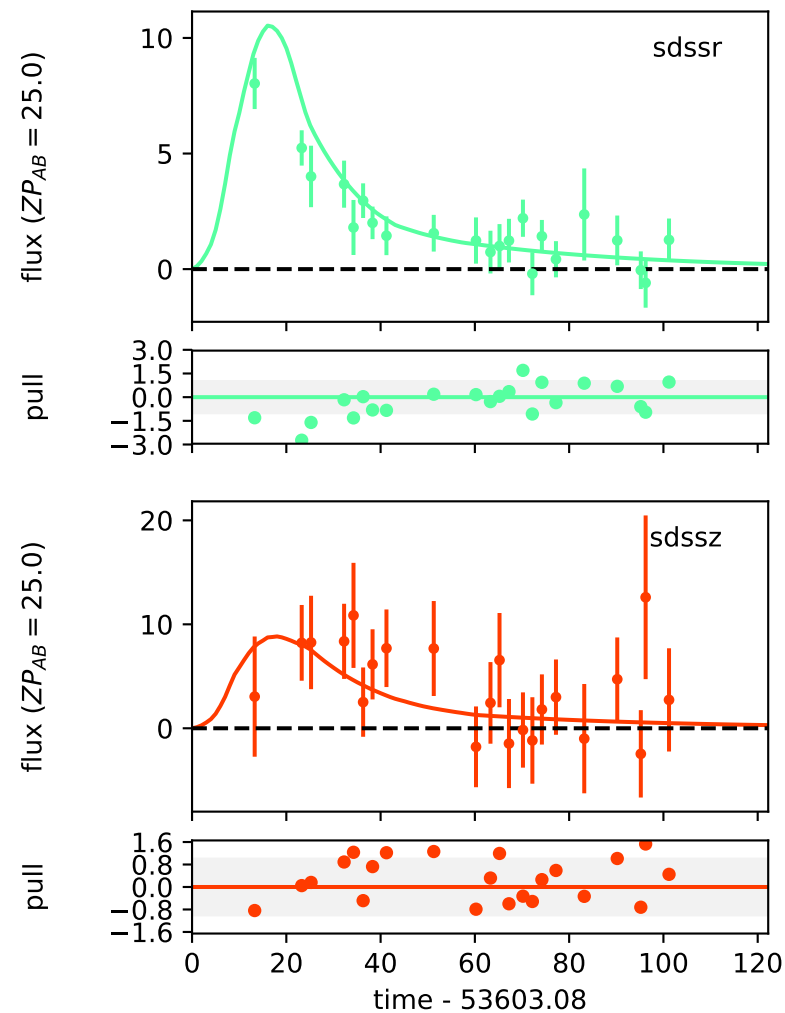 sdssr
flux (ZP_AB = 25.0)
10
5
0
pull
3.0
1.5
0.0
−1.5
−3.0
sdssz
flux (ZP_AB = 25.0)
20
10
0
pull
1.6
0.8
0.0
−0.8
−1.6
0 20 40 60 80 100 120
time - 53603.08